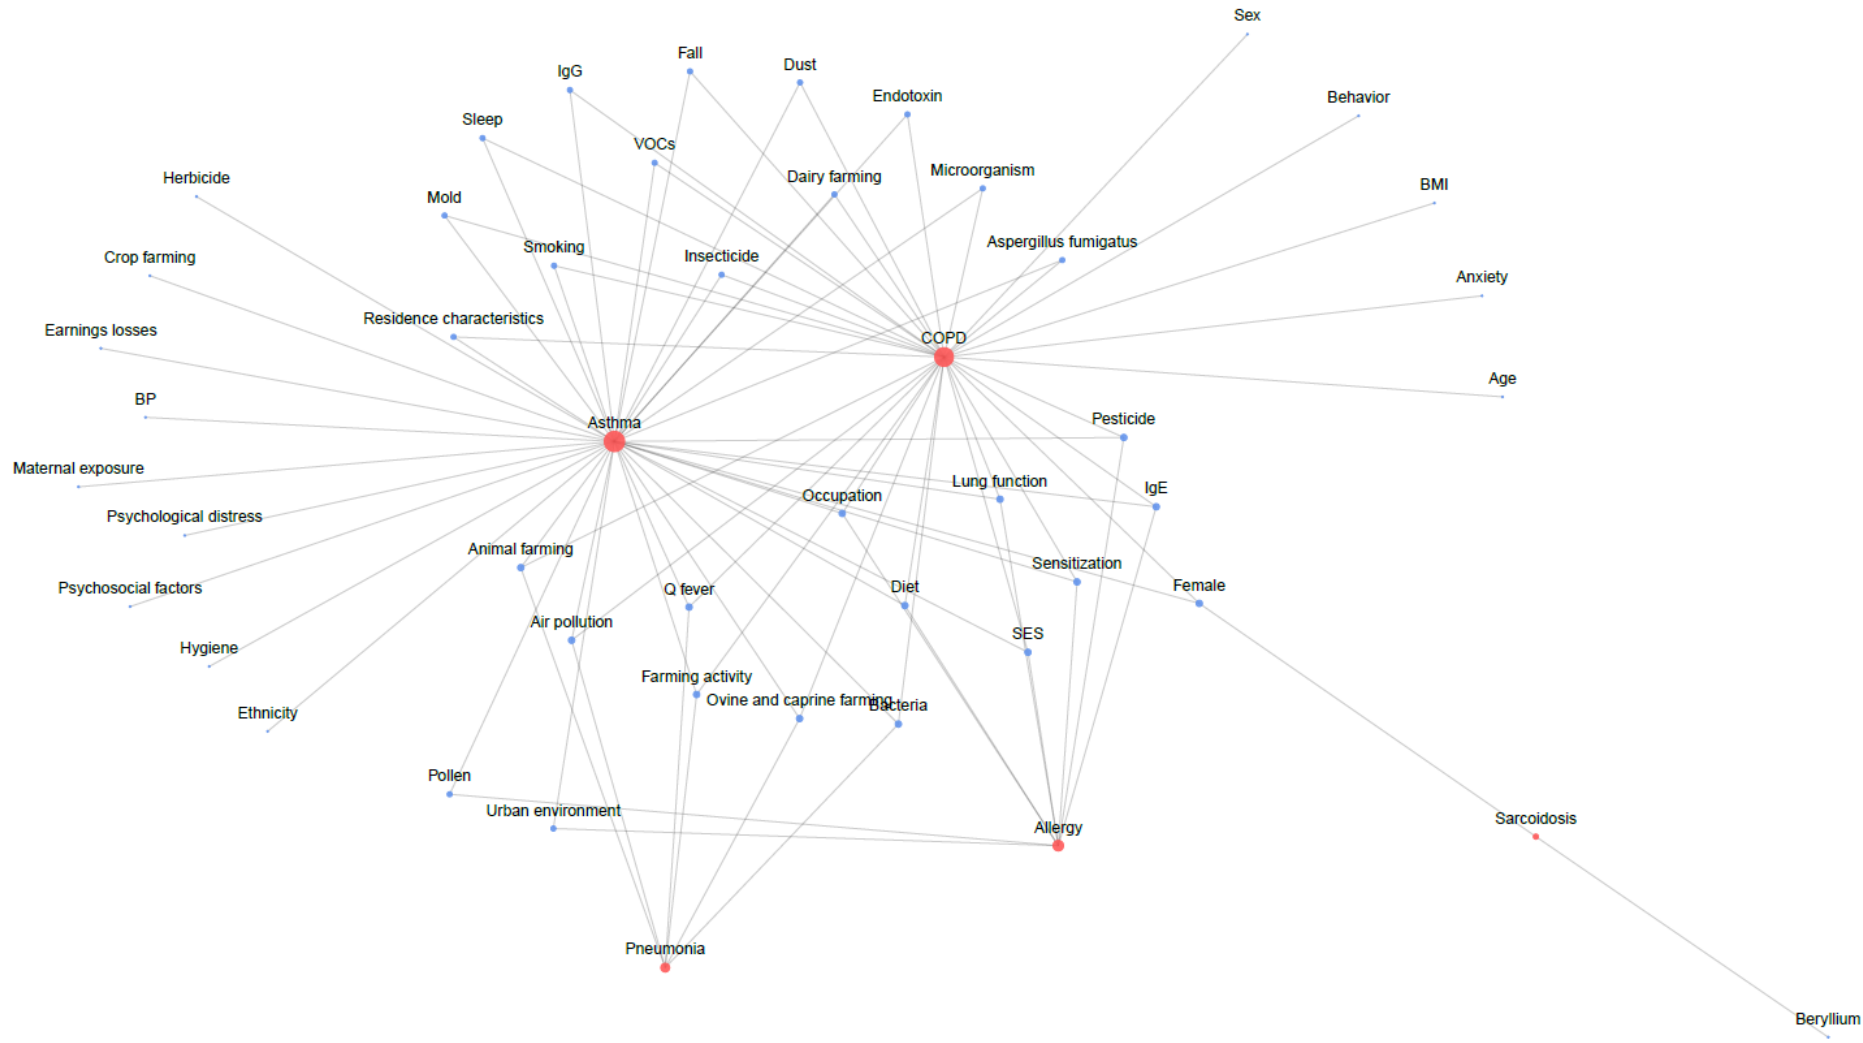 Sex
Fall
Dust
IgG
Endotoxin
Behavior
Sleep
VOCs
Microorganism
Dairy farming
Herbicide
BMI
Mold
Aspergillus fumigatus
Smoking
Insecticide
Crop farming
Anxiety
Residence characteristics
Earnings losses
COPD
Age
BP
Pesticide
Asthma
Maternal exposure
Lung function
IgE
Occupation
Psychological distress
Animal farming
Sensitization
Female
Psychosocial factors
Q fever
Diet
Air pollution
SES
Hygiene
Farming activity
Ovine and caprine farming
Bacteria
Ethnicity
Pollen
Urban environment
Sarcoidosis
Allergy
Pneumonia
Beryllium